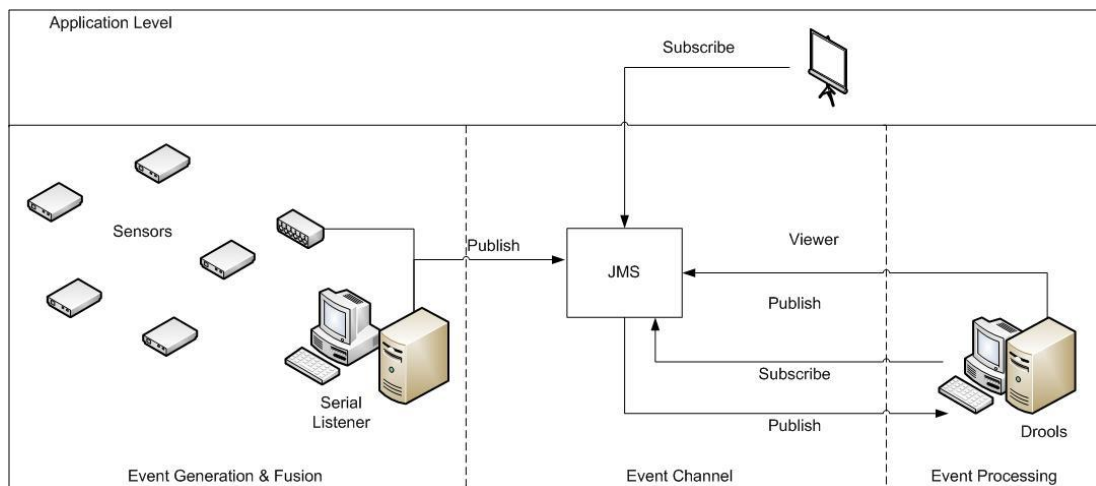 Application Level
Subscribe
Sensors
Publish
JMS
Viewer
Publish
Subscribe
Publish
Serial
Listener
Drools
Event Generation & Fusion
Event Channel
Event Processing